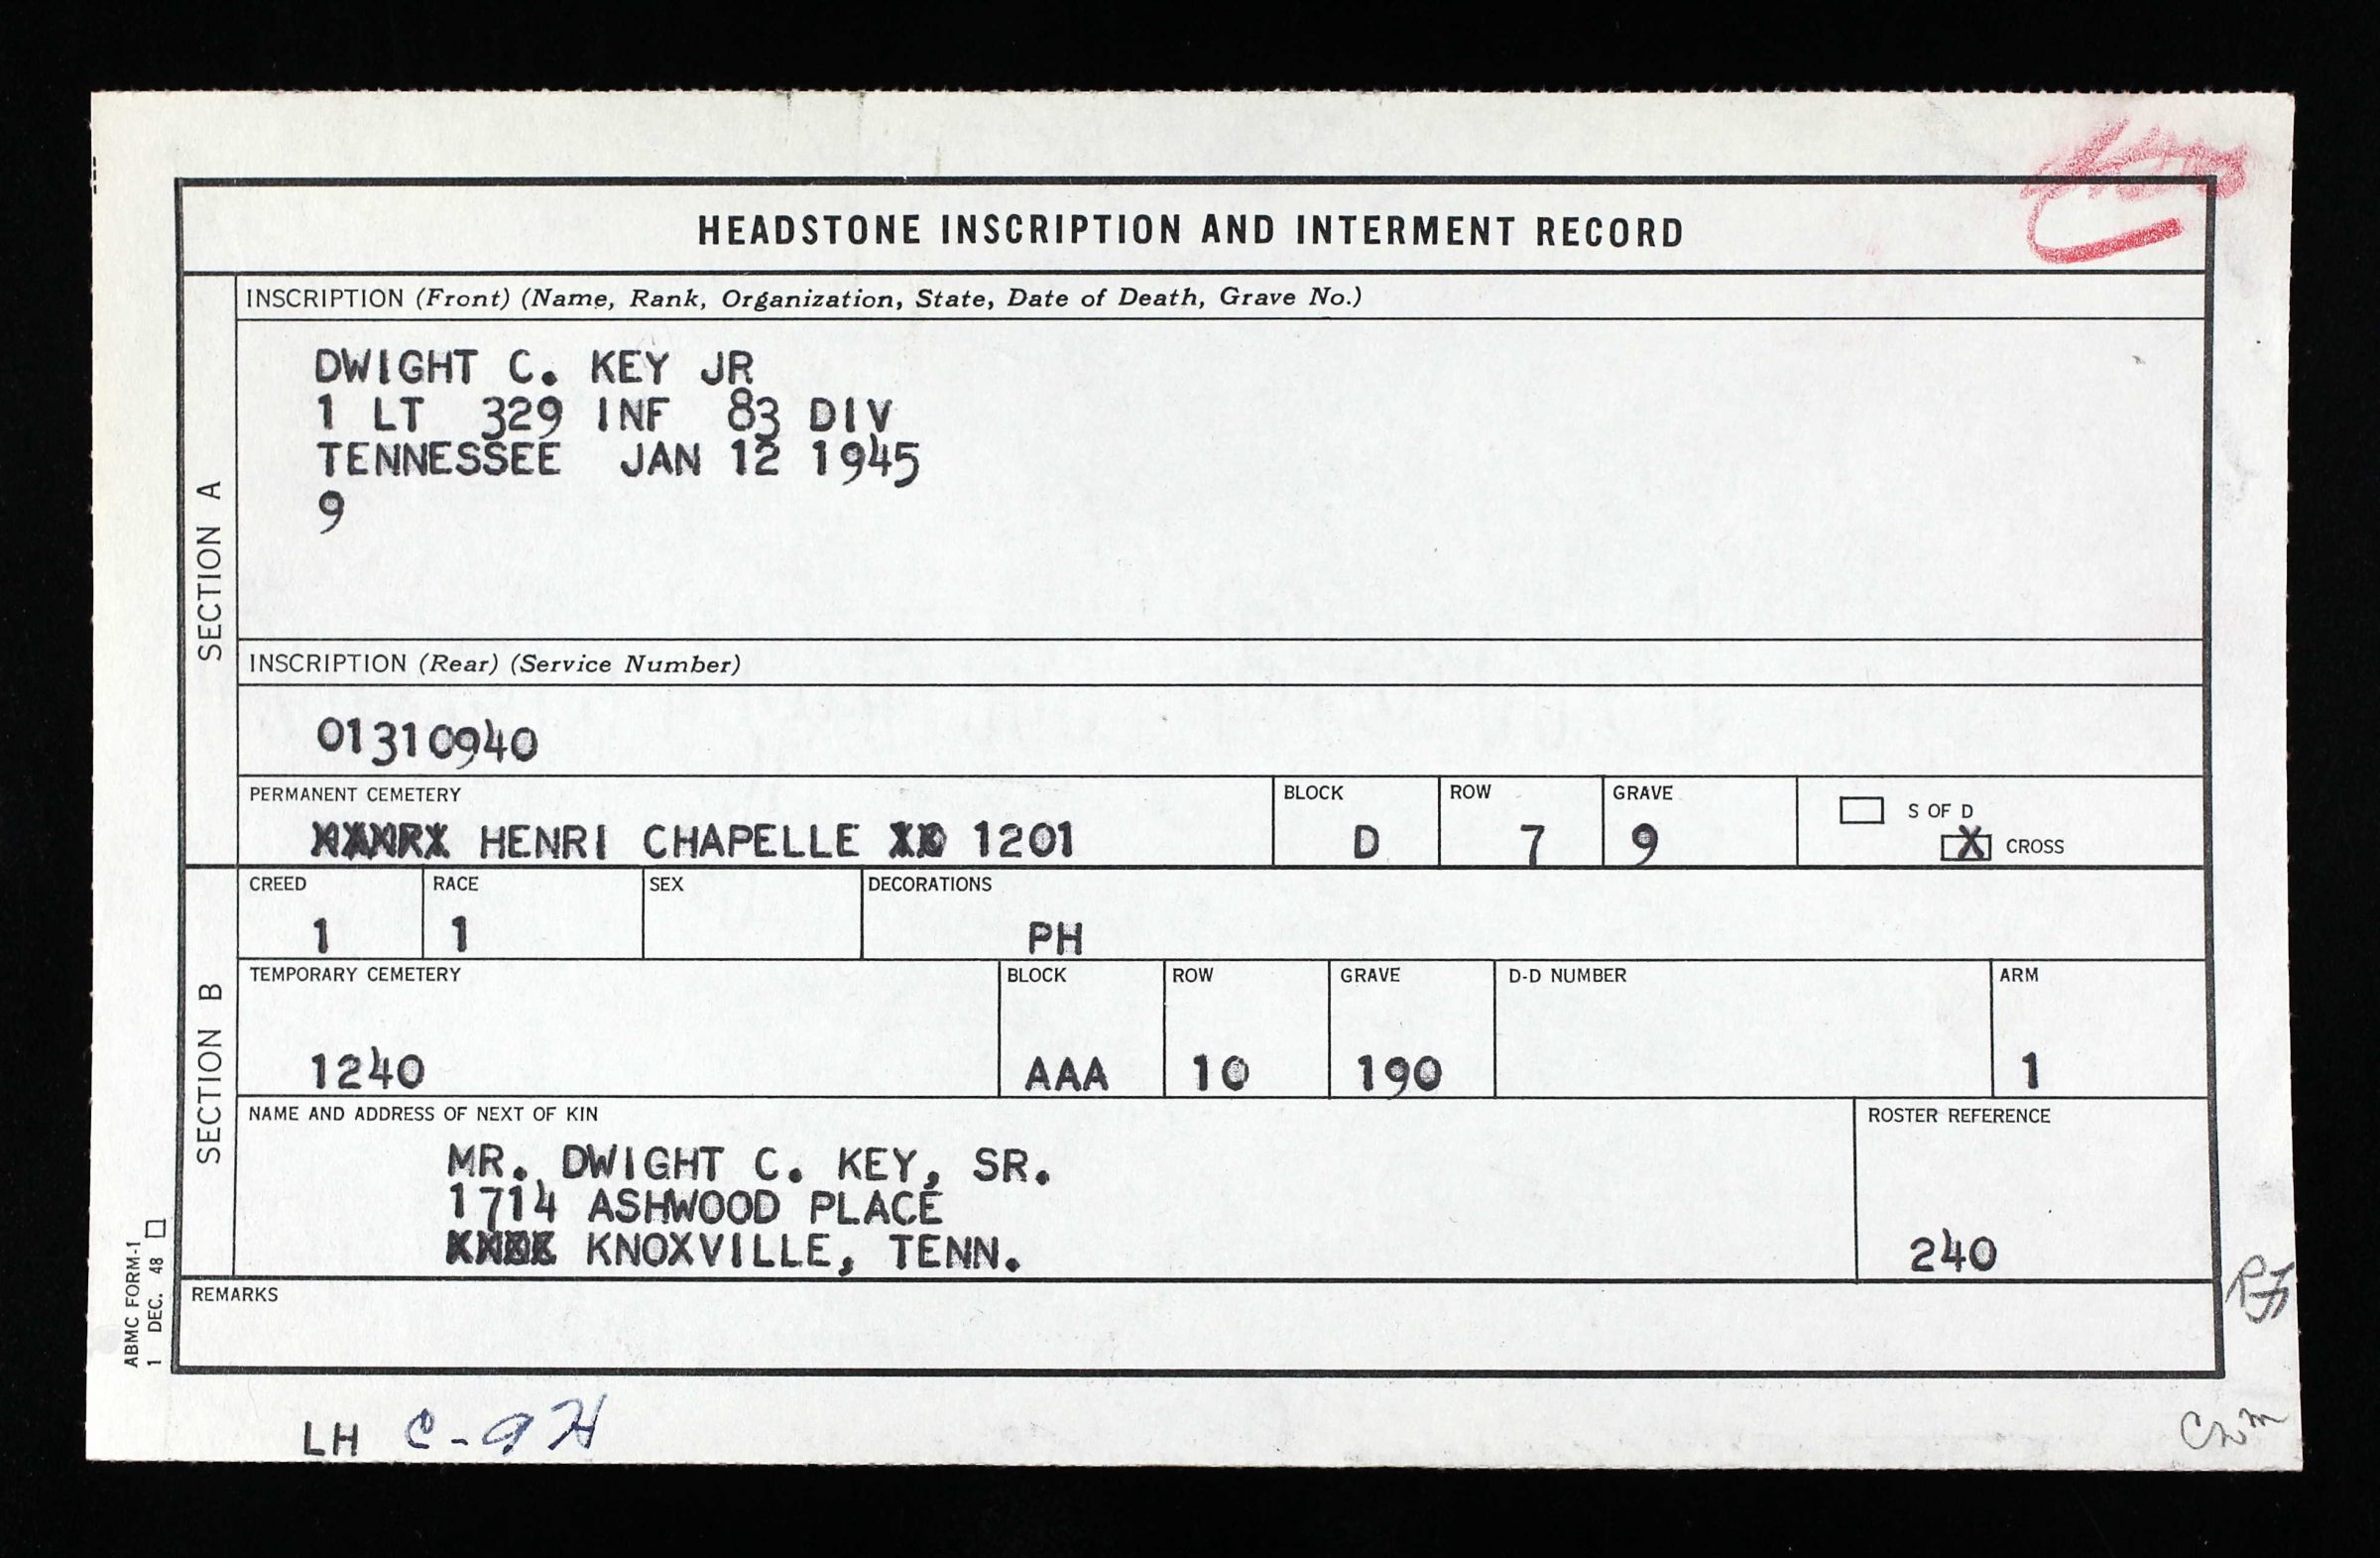 HEADSTONE INSCRIPTION AND INTERMENT RECORD
SECTION A
INSCRIPTION (Front) (Name, Rank, Organization, State, Date of Death, Grave No.)
DWIGHT C. KEY JR
1 LT 329 INF 83 DIV
TENNESSEE JAN 12 1945
9
INSCRIPTION (Rear) (Service Number)
01310940
PERMANENT CEMETERY BLOCK ROW GRAVE S OF D
HENRI CHAPELLE 1201 D 7 9 X CROSS
SECTION B
CREED RACE SEX DECORATIONS
1 1 PH
TEMPORARY CEMETERY BLOCK ROW GRAVE D-D NUMBER ARM
1240 AAA 10 190 1
NAME AND ADDRESS OF NEXT OF KIN ROSTER REFERENCE
MR. DWIGHT C. KEY, SR.
1714 ASHWOOD PLACE
KNOXVILLE, TENN. 240
REMARKS
ABMC FORM-1
1 DEC. 48
LH